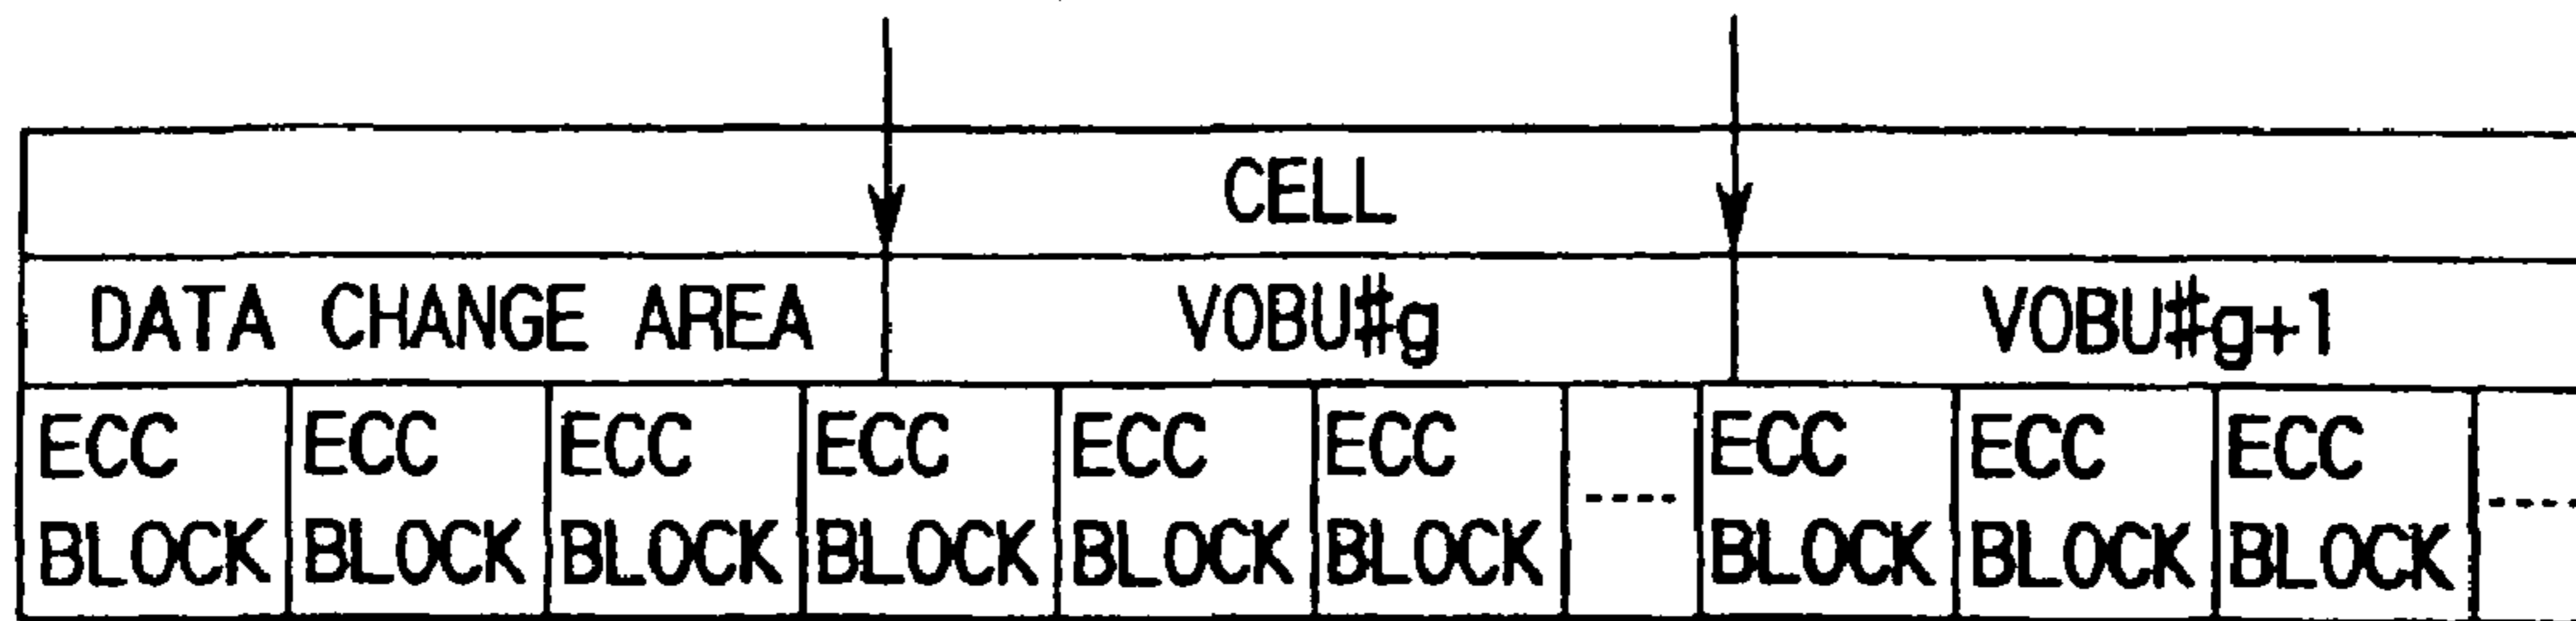 CELL
DATA CHANGE AREA VOBU#g VOBU#g+1
ECC ECC ECC ECC ECC ECC ---- ECC ECC ECC ----
BLOCK BLOCK BLOCK BLOCK BLOCK BLOCK BLOCK BLOCK BLOCK